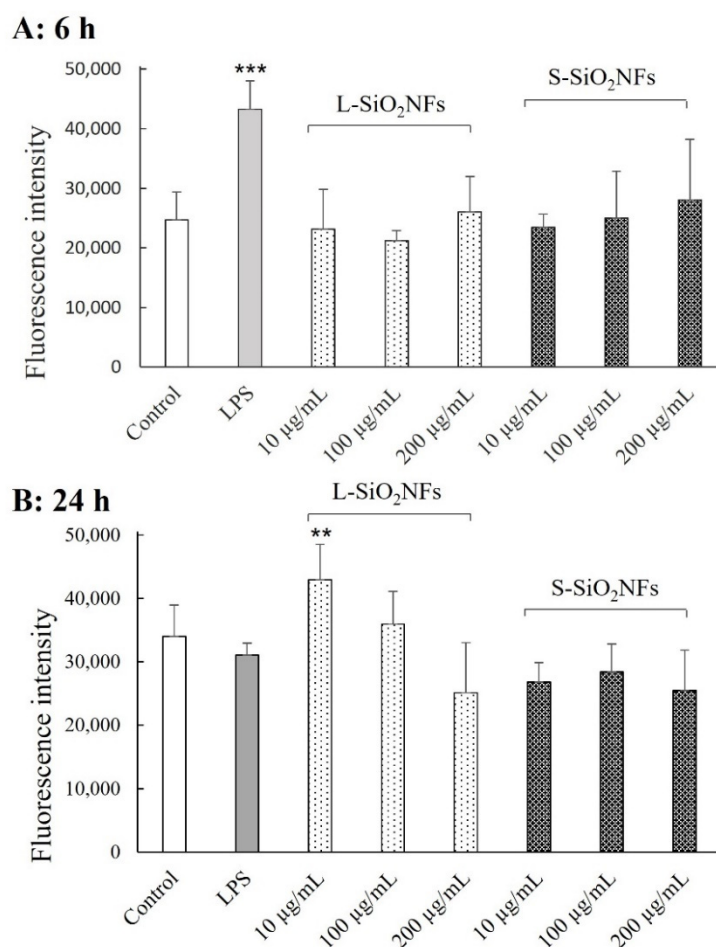 A: 6 h
Fluorescence intensity
50,000
40,000
30,000
20,000
10,000
0
***
L-SiO₂NFs
S-SiO₂NFs
Control
LPS
10 µg/mL
100 µg/mL
200 µg/mL
10 µg/mL
100 µg/mL
200 µg/mL
B: 24 h
Fluorescence intensity
50,000
40,000
30,000
20,000
10,000
0
L-SiO₂NFs
**
S-SiO₂NFs
Control
LPS
10 µg/mL
100 µg/mL
200 µg/mL
10 µg/mL
100 µg/mL
200 µg/mL